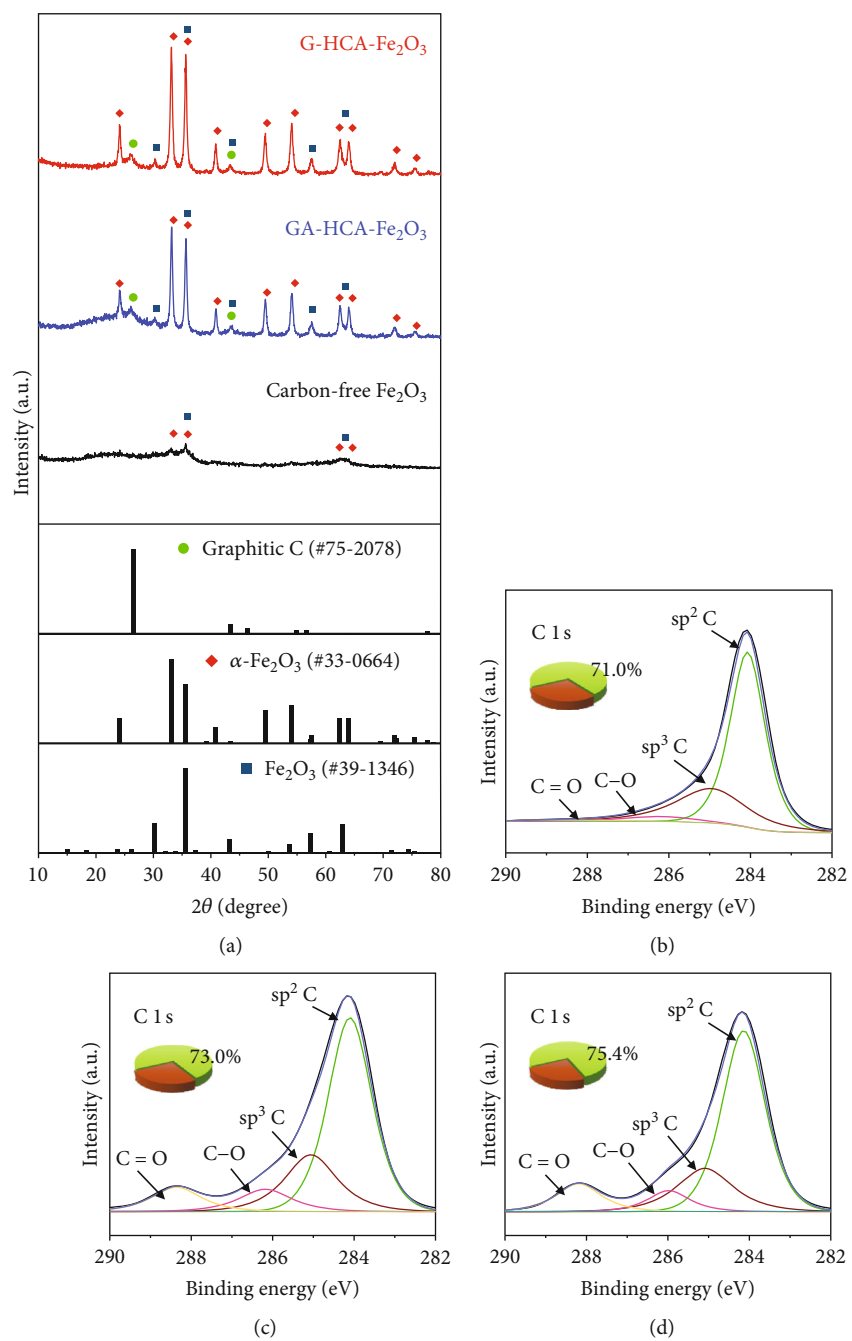 G-HCA-Fe₂O₃
GA-HCA-Fe₂O₃
Carbon-free Fe₂O₃
Intensity (a.u.)
Graphitic C (#75-2078)
α-Fe₂O₃ (#33-0664)
Fe₂O₃ (#39-1346)
10 20 30 40 50 60 70 80
2θ (degree)
(a)
C 1s
sp² C
71.0%
sp³ C
C−O
C = O
Intensity (a.u.)
290 288 286 284 282
Binding energy (eV)
(b)
sp² C
C 1s
73.0%
sp³ C
C−O
C = O
Intensity (a.u.)
290 288 286 284 282
Binding energy (eV)
(c)
sp² C
C 1s
75.4%
sp³ C
C−O
C = O
Intensity (a.u.)
290 288 286 284 282
Binding energy (eV)
(d)